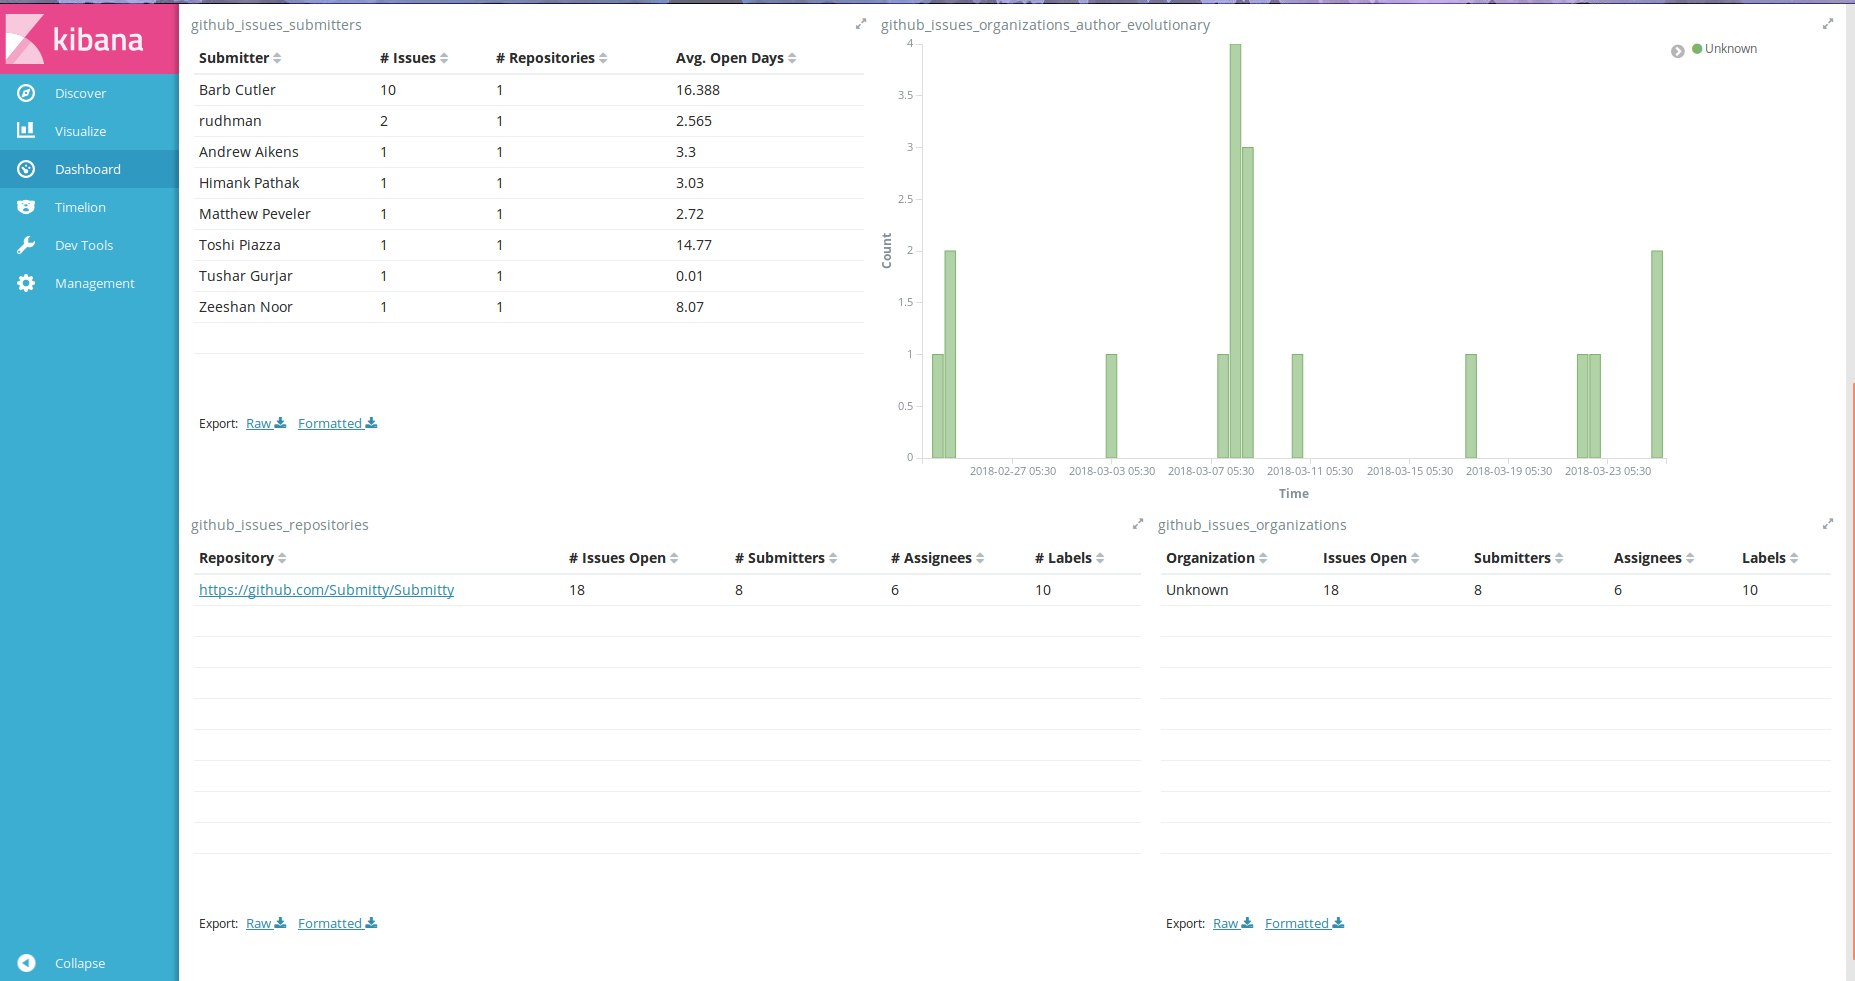 kibana
Discover
Visualize
Dashboard
Timelion
Dev Tools
Management
Collapse
github_issues_submitters
Submitter # Issues # Repositories Avg. Open Days
Barb Cutler 10 1 16.388
rudhman 2 1 2.565
Andrew Aikens 1 1 3.3
Himank Pathak 1 1 3.03
Matthew Peveler 1 1 2.72
Toshi Piazza 1 1 14.77
Tushar Gurjar 1 1 0.01
Zeeshan Noor 1 1 8.07
Export: Raw Formatted
github_issues_organizations_author_evolutionary
Unknown
4
3.5
3
2.5
2
1.5
1
0.5
0
Count
2018-02-27 05:30 2018-03-03 05:30 2018-03-07 05:30 2018-03-11 05:30 2018-03-15 05:30 2018-03-19 05:30 2018-03-23 05:30
Time
github_issues_repositories
Repository # Issues Open # Submitters # Assignees # Labels
https://github.com/Submitty/Submitty 18 8 6 10
Export: Raw Formatted
github_issues_organizations
Organization Issues Open Submitters Assignees Labels
Unknown 18 8 6 10
Export: Raw Formatted